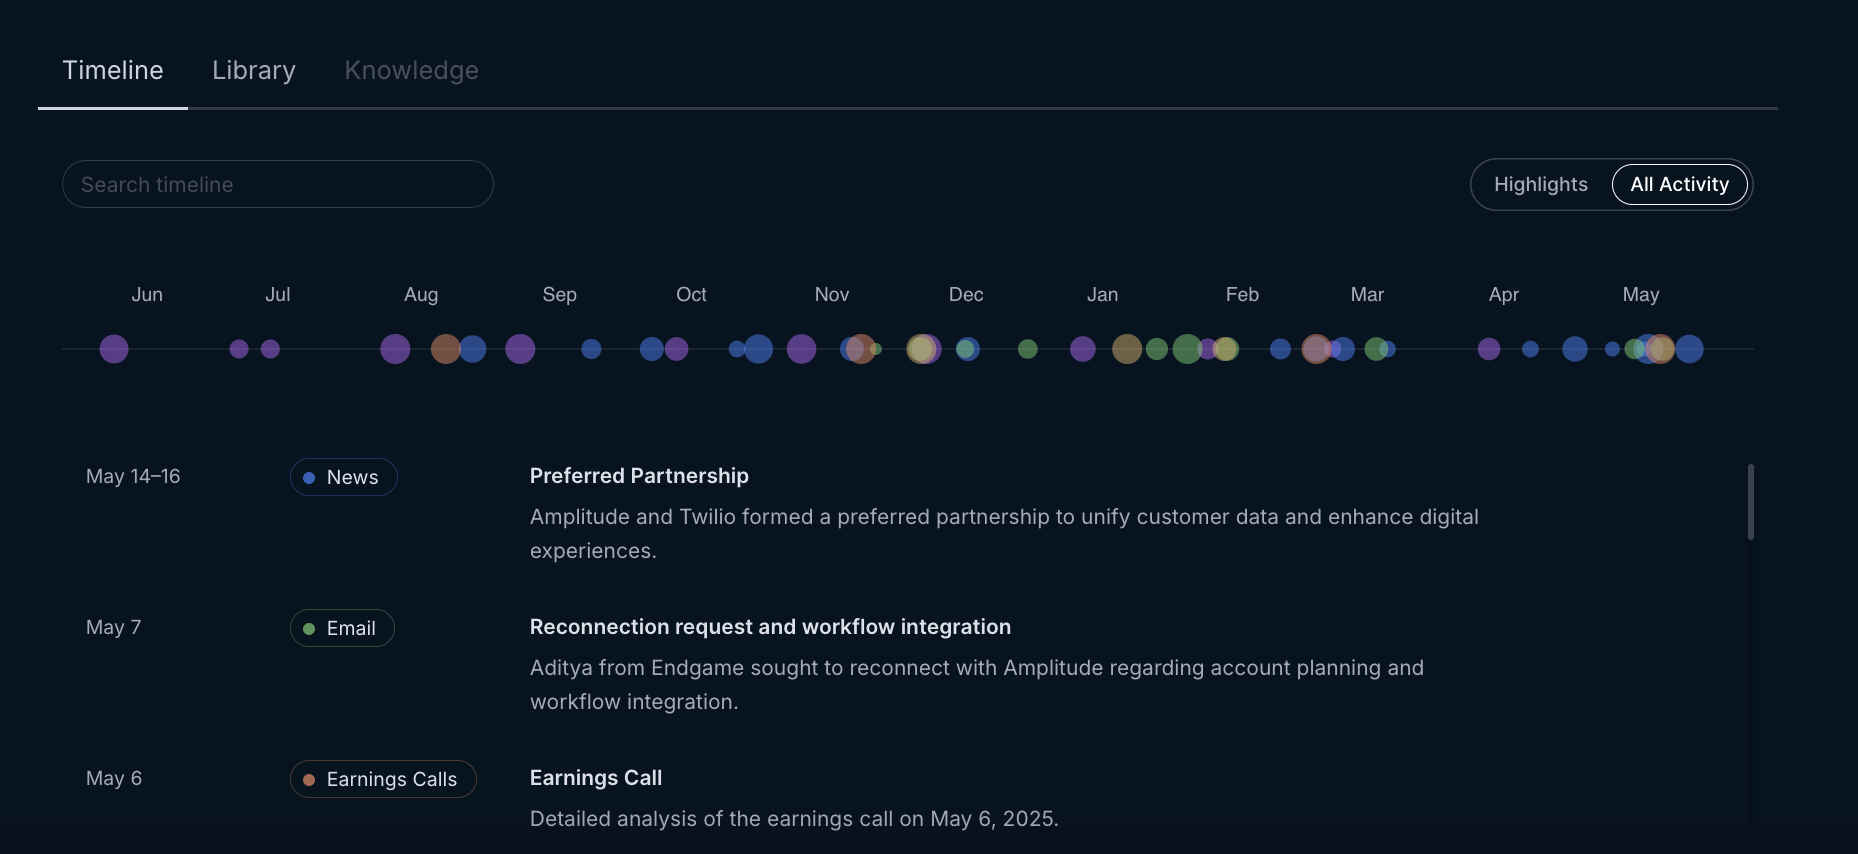 Timeline Library Knowledge
Search timeline
Highlights All Activity
Jun Jul Aug Sep Oct Nov Dec Jan Feb Mar Apr May
May 14–16 News Preferred Partnership
Amplitude and Twilio formed a preferred partnership to unify customer data and enhance digital
experiences.
May 7 Email Reconnection request and workflow integration
Aditya from Endgame sought to reconnect with Amplitude regarding account planning and
workflow integration.
May 6 Earnings Calls Earnings Call
Detailed analysis of the earnings call on May 6, 2025.